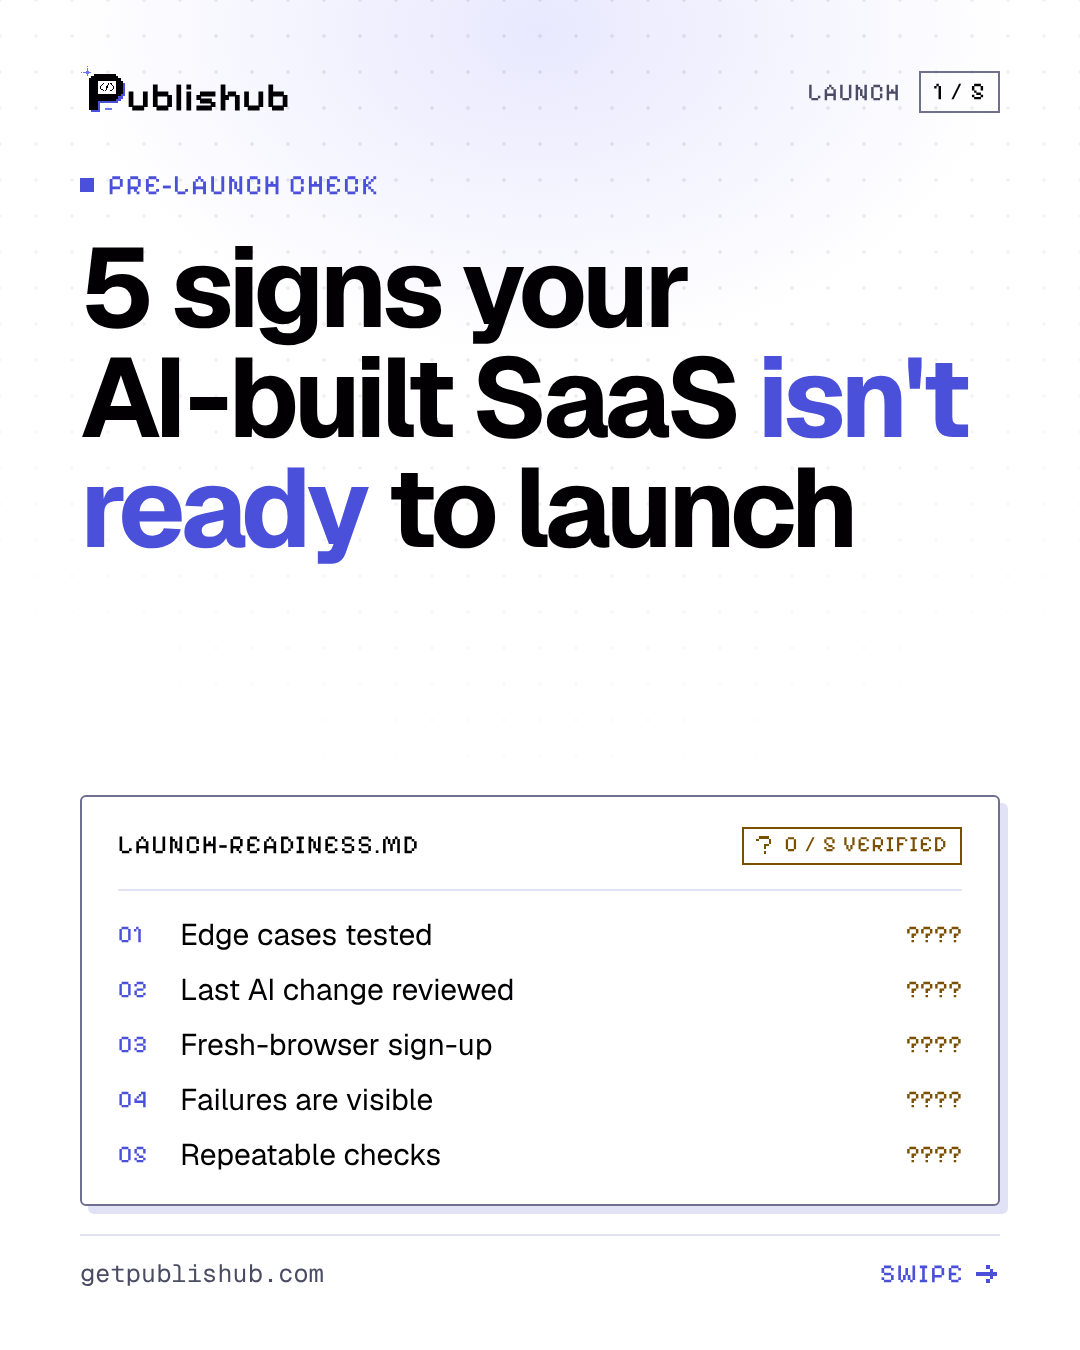 Publishub
LAUNCH 1 / 5
PRE-LAUNCH CHECK
5 signs your
AI-built SaaS isn't
ready to launch
LAUNCH-READINESS.MD ? 0 / 5 VERIFIED
01 Edge cases tested ????
02 Last AI change reviewed ????
03 Fresh-browser sign-up ????
04 Failures are visible ????
05 Repeatable checks ????
getpublishub.com SWIPE →